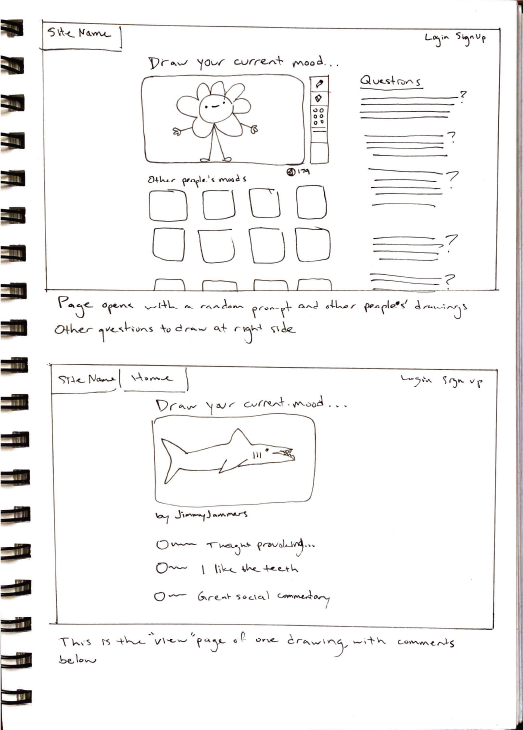 Site Name
Login SignUp
Draw your current mood...
Questions
?
?
?
?
?
179
Other people's moods
Page opens with a random prompt and other people's' drawings
Other questions to draw at right side
Site Name Home
Login Sign up
Draw your current mood...
by JimmyJammers
Thought provoking...
I like the teeth
Great social commentary
This is the "view" page of one drawing, with comments
below